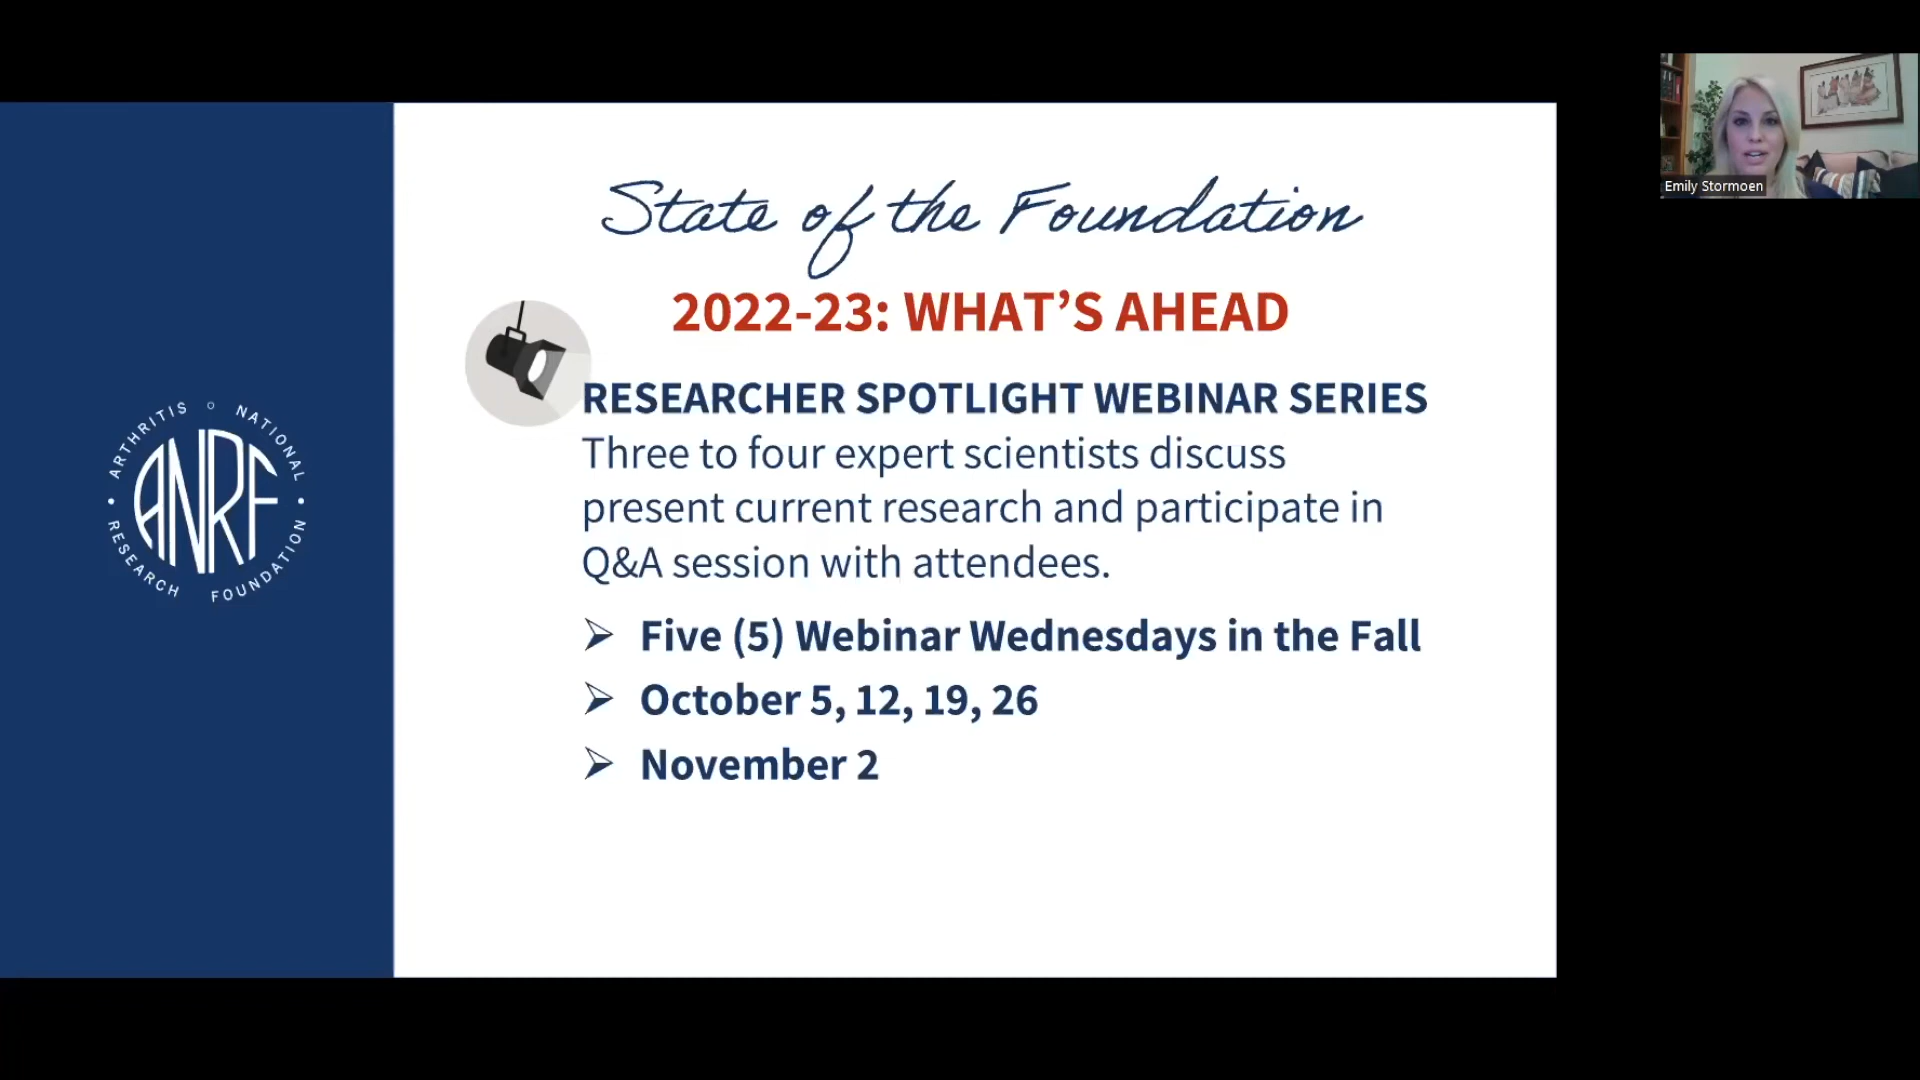 State of the Foundation
2022-23: WHAT’S AHEAD
RESEARCHER SPOTLIGHT WEBINAR SERIES
Three to four expert scientists discuss
present current research and participate in
Q&A session with attendees.
➢ Five (5) Webinar Wednesdays in the Fall
➢ October 5, 12, 19, 26
➢ November 2
ARTHRITIS NATIONAL
ANRF
RESEARCH FOUNDATION
Emily Stormoen